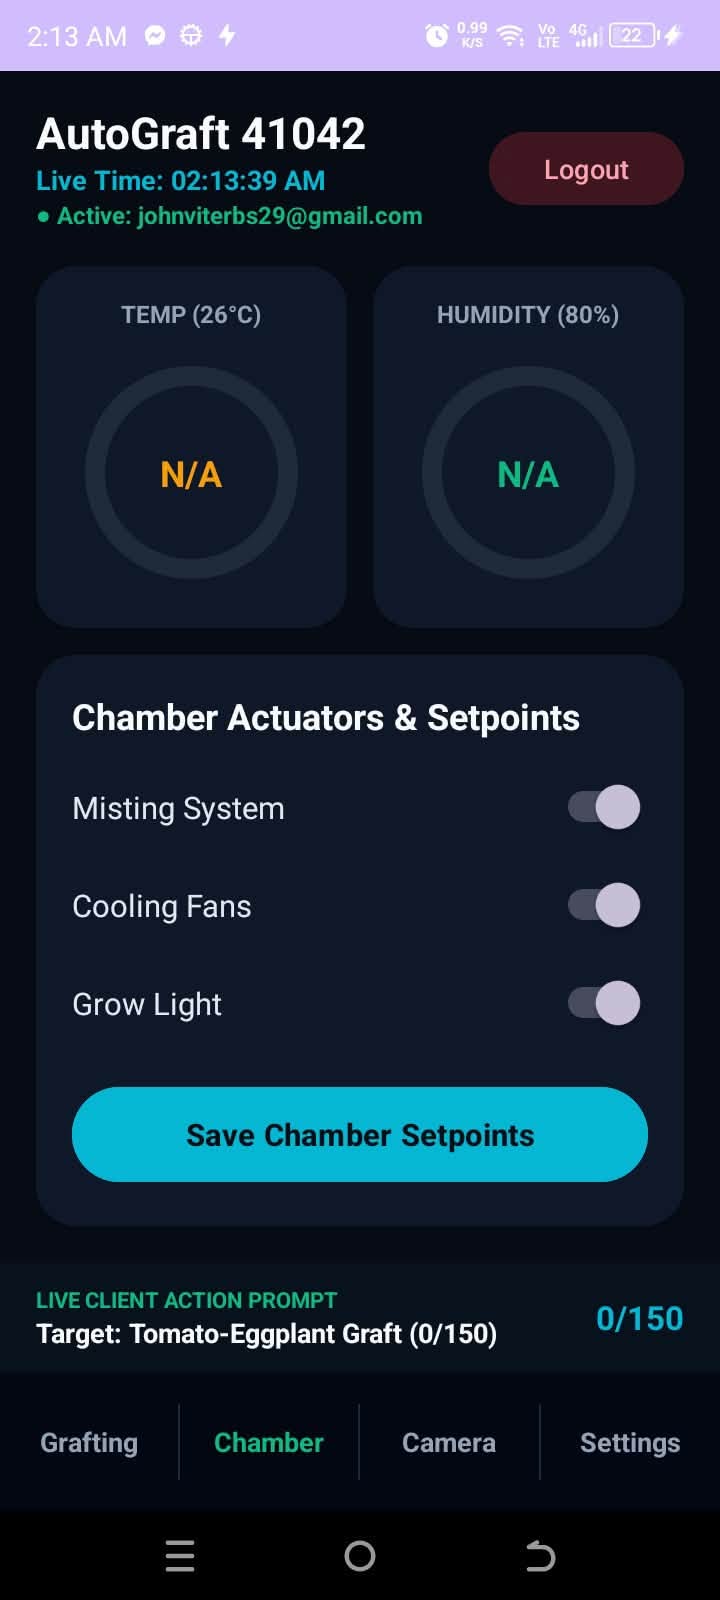 2:13 AM 0.99 K/S Vo LTE 4G 22
AutoGraft 41042
Live Time: 02:13:39 AM
Logout
● Active: johnviterbs29@gmail.com
TEMP (26°C)
HUMIDITY (80%)
N/A
N/A
Chamber Actuators & Setpoints
Misting System
Cooling Fans
Grow Light
Save Chamber Setpoints
LIVE CLIENT ACTION PROMPT
Target: Tomato-Eggplant Graft (0/150)
0/150
Grafting
Chamber
Camera
Settings